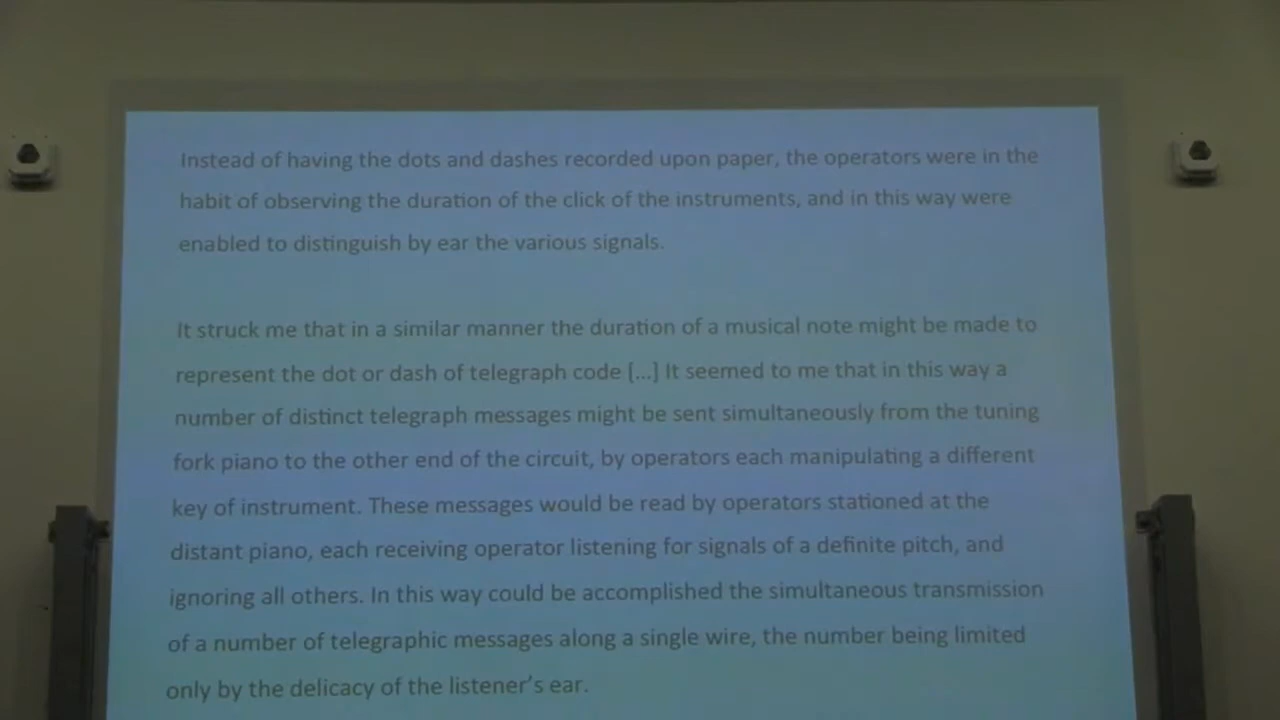 Instead of having the dots and dashes recorded upon paper, the operators were in the
habit of observing the duration of the click of the instruments, and in this way were
enabled to distinguish by ear the various signals.
It struck me that in a similar manner the duration of a musical note might be made to
represent the dot or dash of telegraph code [...] It seemed to me that in this way a
number of distinct telegraph messages might be sent simultaneously from the tuning
fork piano to the other end of the circuit, by operators each manipulating a different
key of instrument. These messages would be read by operators stationed at the
distant piano, each receiving operator listening for signals of a definite pitch, and
ignoring all others. In this way could be accomplished the simultaneous transmission
of a number of telegraphic messages along a single wire, the number being limited
only by the delicacy of the listener's ear.